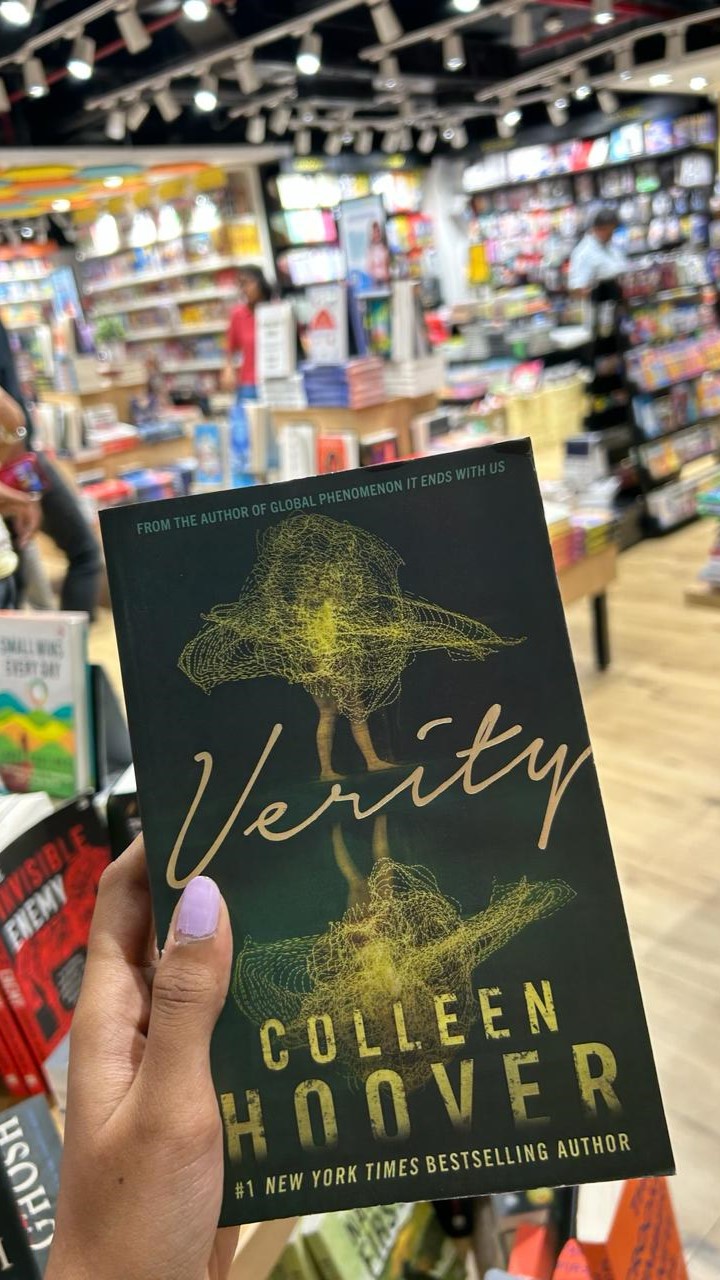 FROM THE AUTHOR OF GLOBAL PHENOMENON IT ENDS WITH US
Verity
COLLEEN
HOOVER
#1 NEW YORK TIMES BESTSELLING AUTHOR
SMALL WINS
EVERY DAY
INVISIBLE
ENEMY
GHOSH